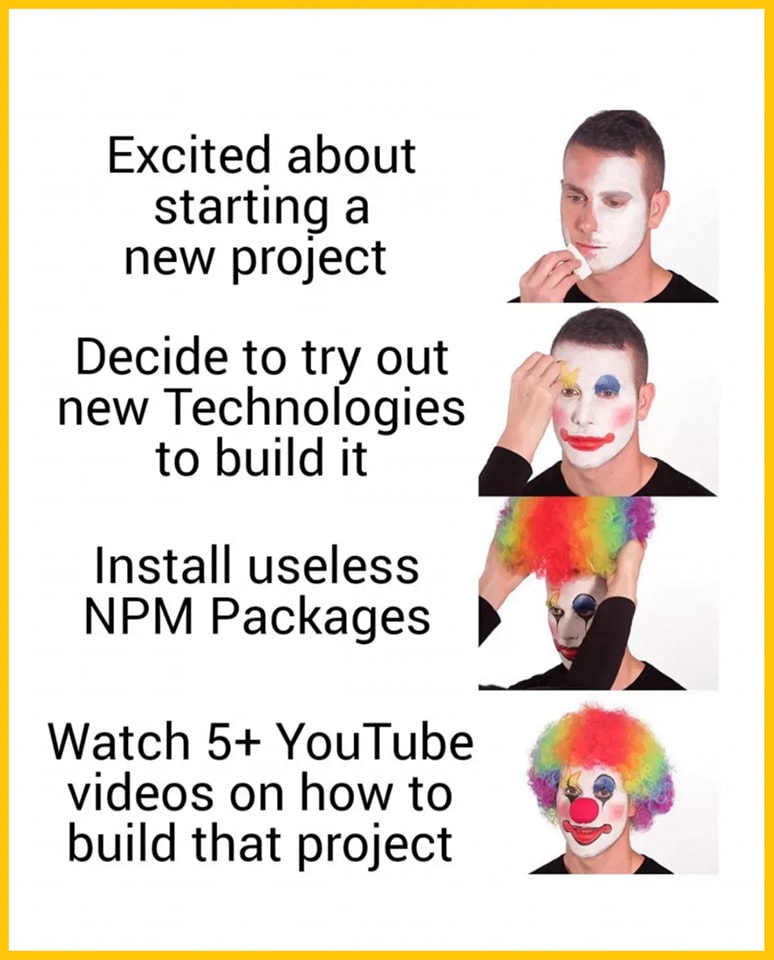 Excited about
starting a
new project
Decide to try out
new Technologies
to build it
Install useless
NPM Packages
Watch 5+ YouTube
videos on how to
build that project